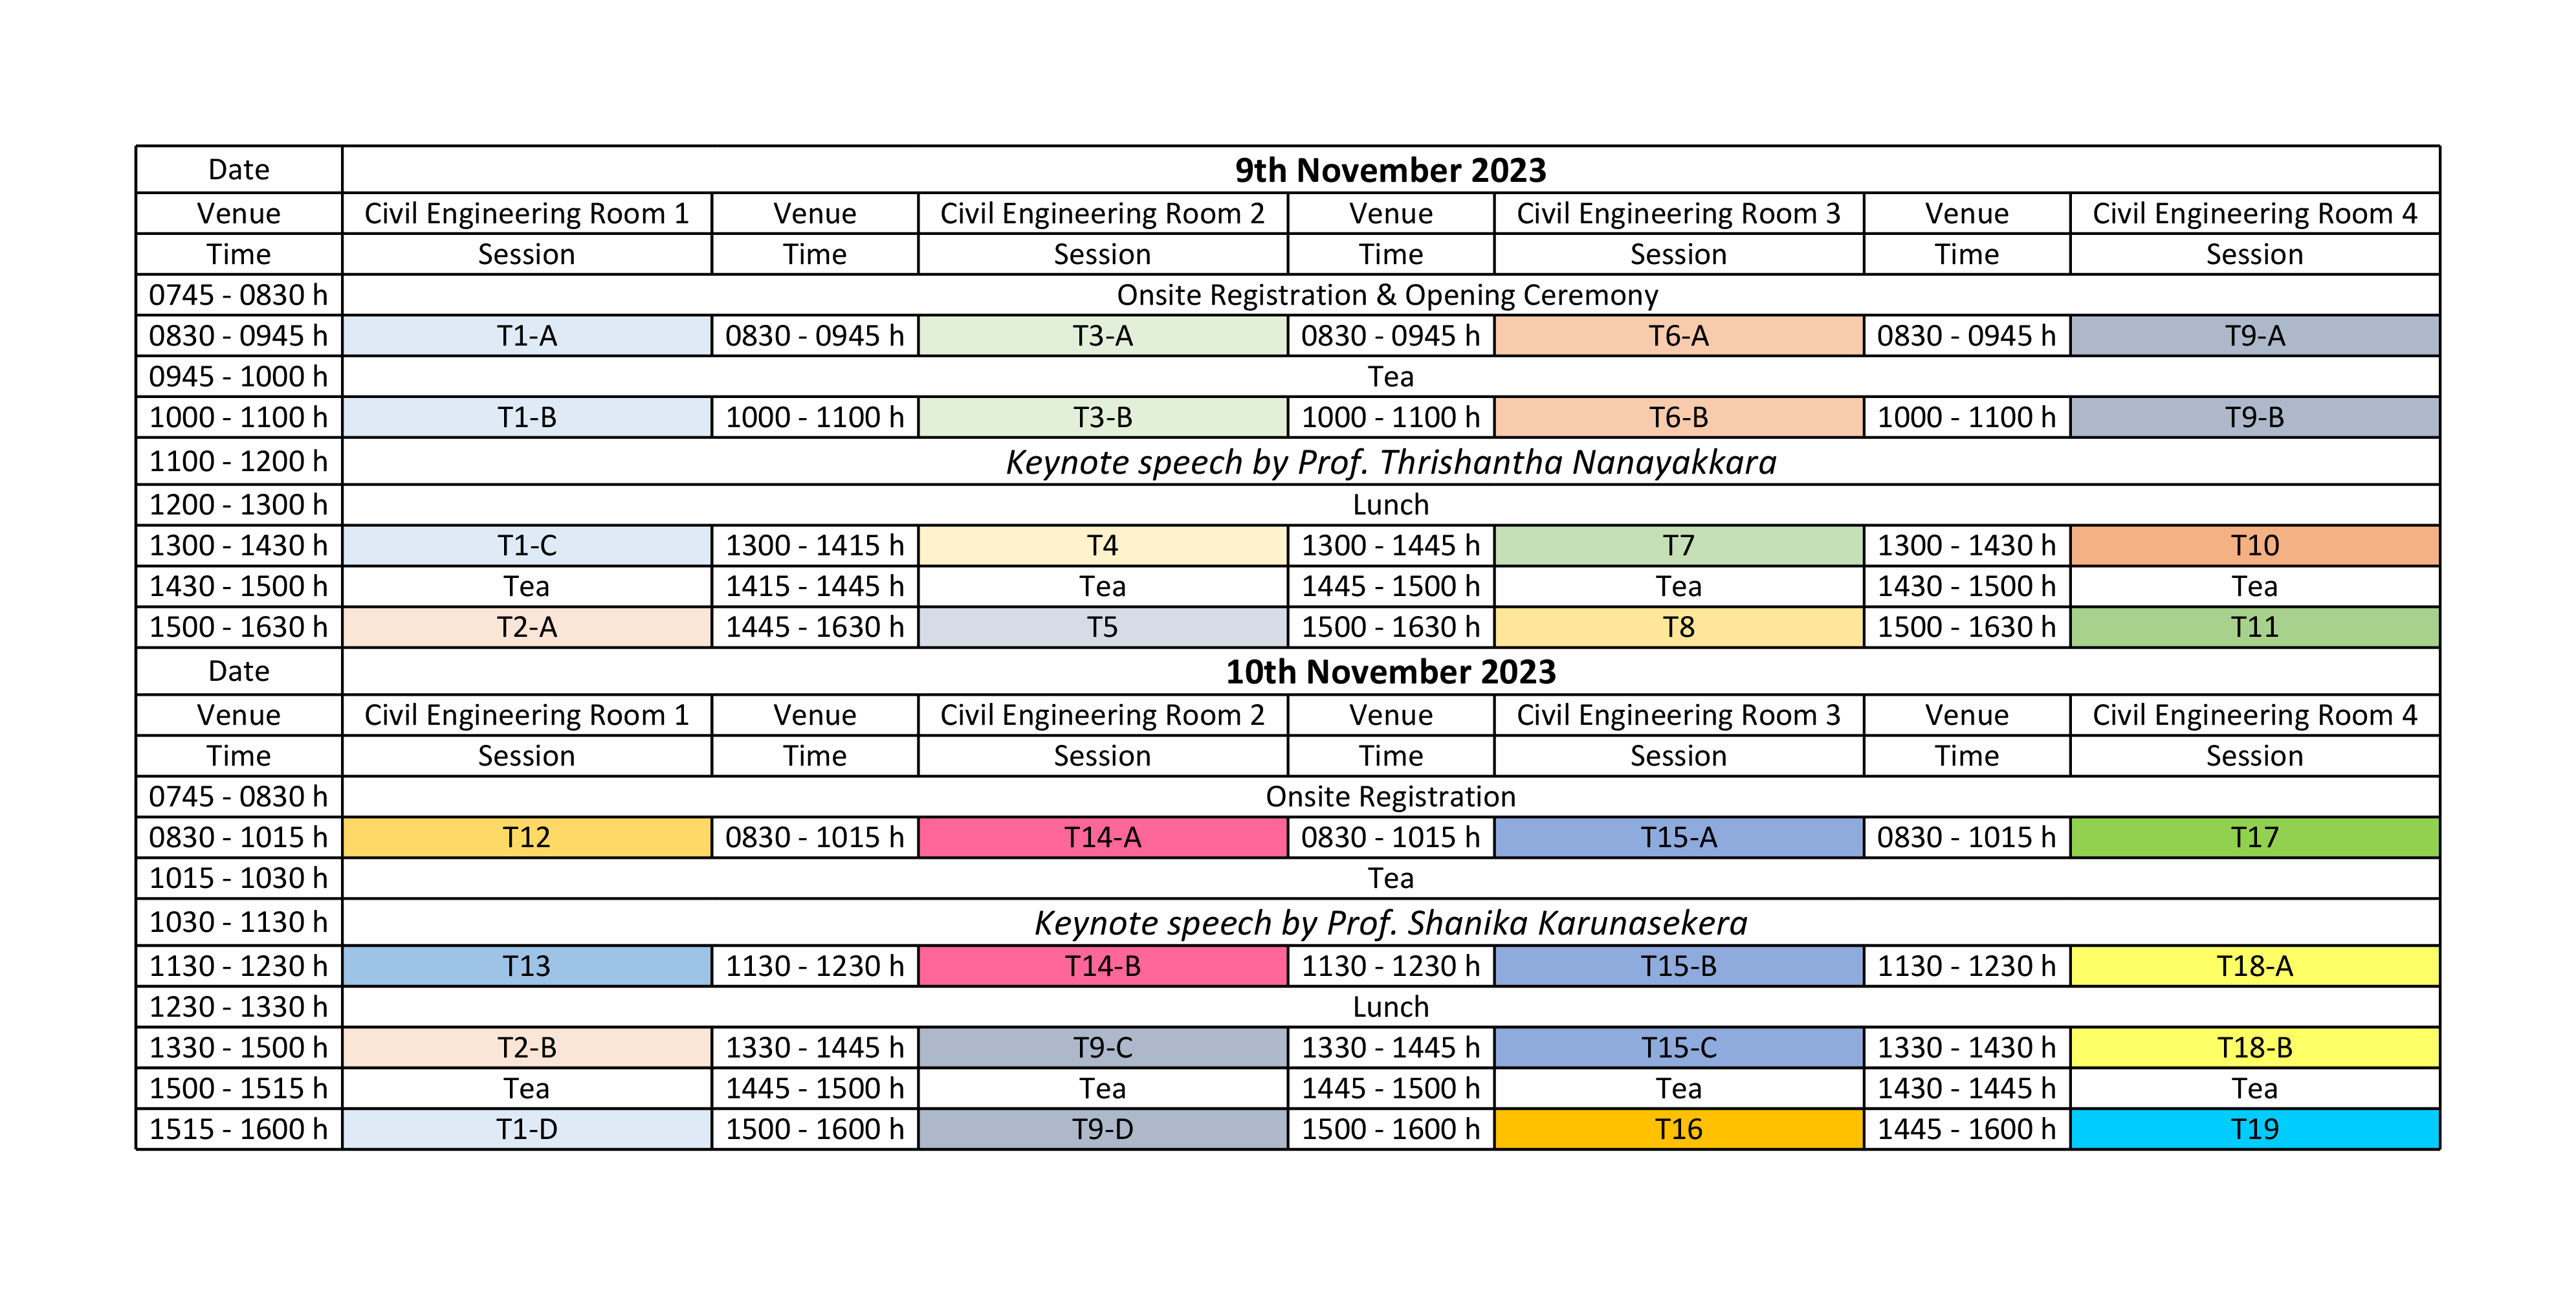 Date 9th November 2023
Venue Civil Engineering Room 1 Venue Civil Engineering Room 2 Venue Civil Engineering Room 3 Venue Civil Engineering Room 4
Time Session Time Session Time Session Time Session
0745 - 0830 h Onsite Registration & Opening Ceremony
0830 - 0945 h T1-A 0830 - 0945 h T3-A 0830 - 0945 h T6-A 0830 - 0945 h T9-A
0945 - 1000 h Tea
1000 - 1100 h T1-B 1000 - 1100 h T3-B 1000 - 1100 h T6-B 1000 - 1100 h T9-B
1100 - 1200 h Keynote speech by Prof. Thrishantha Nanayakkara
1200 - 1300 h Lunch
1300 - 1430 h T1-C 1300 - 1415 h T4 1300 - 1445 h T7 1300 - 1430 h T10
1430 - 1500 h Tea 1415 - 1445 h Tea 1445 - 1500 h Tea 1430 - 1500 h Tea
1500 - 1630 h T2-A 1445 - 1630 h T5 1500 - 1630 h T8 1500 - 1630 h T11
Date 10th November 2023
Venue Civil Engineering Room 1 Venue Civil Engineering Room 2 Venue Civil Engineering Room 3 Venue Civil Engineering Room 4
Time Session Time Session Time Session Time Session
0745 - 0830 h Onsite Registration
0830 - 1015 h T12 0830 - 1015 h T14-A 0830 - 1015 h T15-A 0830 - 1015 h T17
1015 - 1030 h Tea
1030 - 1130 h Keynote speech by Prof. Shanika Karunasekera
1130 - 1230 h T13 1130 - 1230 h T14-B 1130 - 1230 h T15-B 1130 - 1230 h T18-A
1230 - 1330 h Lunch
1330 - 1500 h T2-B 1330 - 1445 h T9-C 1330 - 1445 h T15-C 1330 - 1430 h T18-B
1500 - 1515 h Tea 1445 - 1500 h Tea 1445 - 1500 h Tea 1430 - 1445 h Tea
1515 - 1600 h T1-D 1500 - 1600 h T9-D 1500 - 1600 h T16 1445 - 1600 h T19